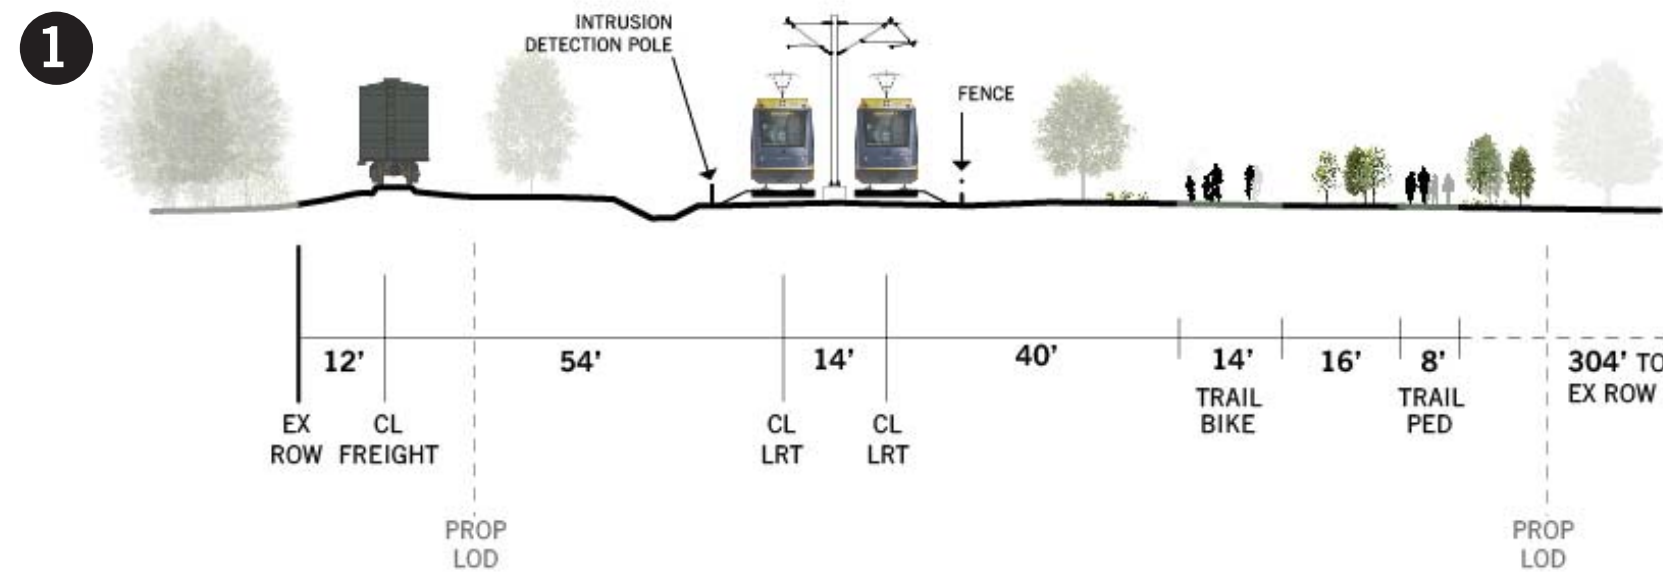 1
INTRUSION
DETECTION POLE
FENCE
12’
54’
14’
40’
14’
16’
8’
304’ TO
EX ROW
TRAIL
BIKE
TRAIL
PED
EX
ROW
CL
FREIGHT
CL
LRT
CL
LRT
PROP
LOD
PROP
LOD